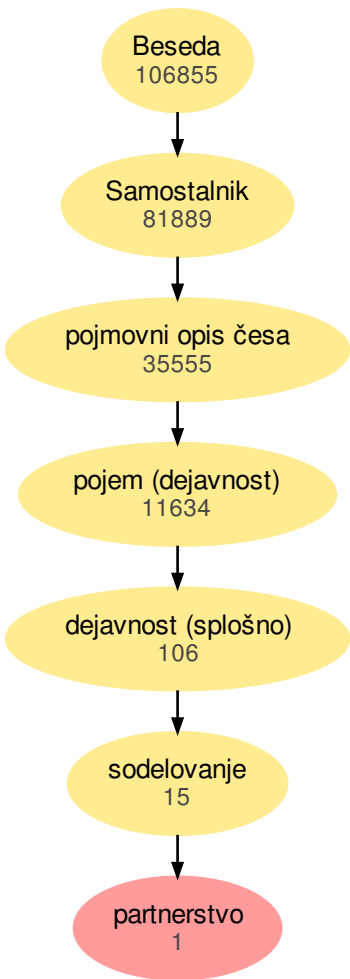 Beseda
106855
Samostalnik
81889
pojmovni opis česa
35555
pojem (dejavnost)
11634
dejavnost (splošno)
106
sodelovanje
15
partnerstvo
1